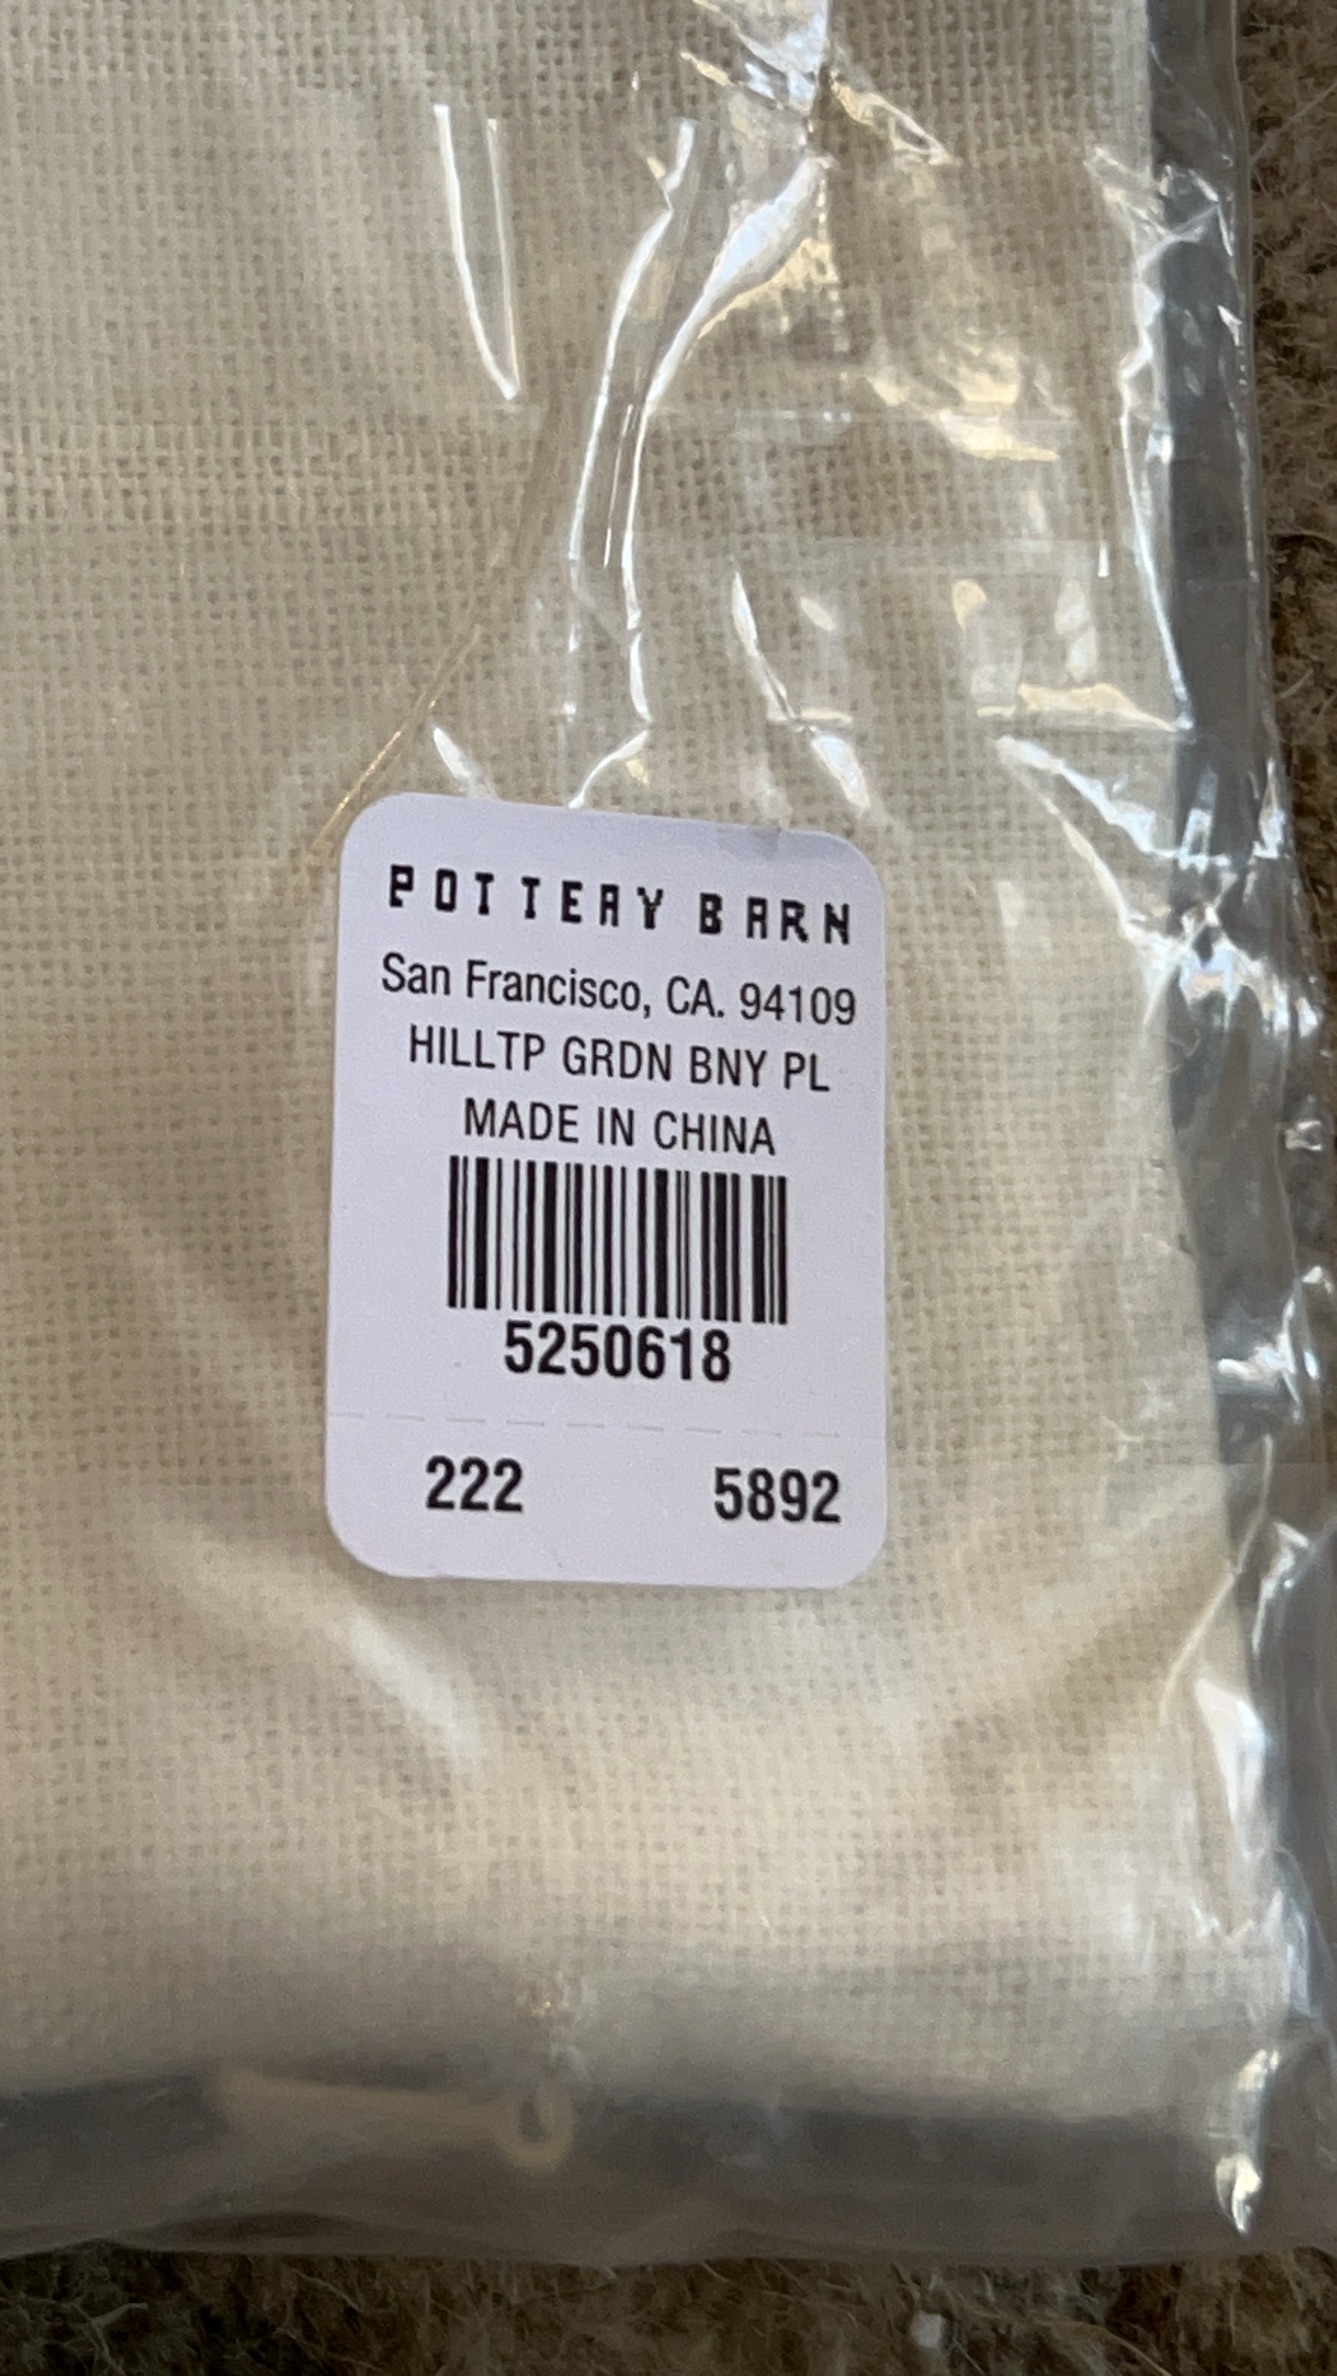 POTTERY BARN
San Francisco, CA. 94109
HILLTP GRDN BNY PL
MADE IN CHINA
5250618
222 5892